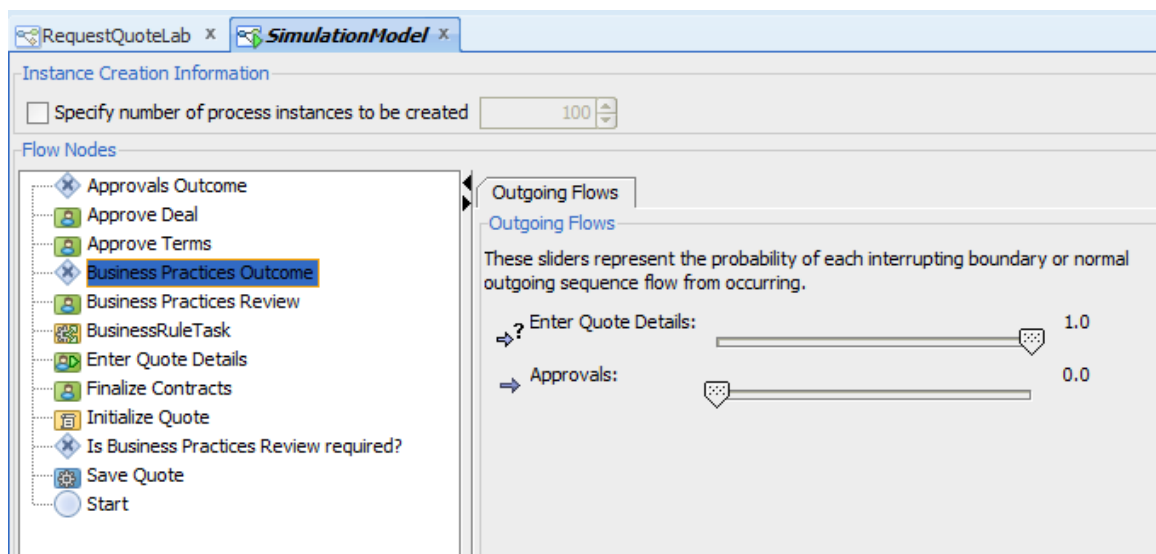 RequestQuoteLab x SimulationModel x
Instance Creation Information
Specify number of process instances to be created 100
Flow Nodes
Approvals Outcome
Approve Deal
Approve Terms
Business Practices Outcome
Business Practices Review
BusinessRuleTask
Enter Quote Details
Finalize Contracts
Initialize Quote
Is Business Practices Review required?
Save Quote
Start
Outgoing Flows
Outgoing Flows
These sliders represent the probability of each interrupting boundary or normal
outgoing sequence flow from occurring.
? Enter Quote Details: 1.0
Approvals: 0.0